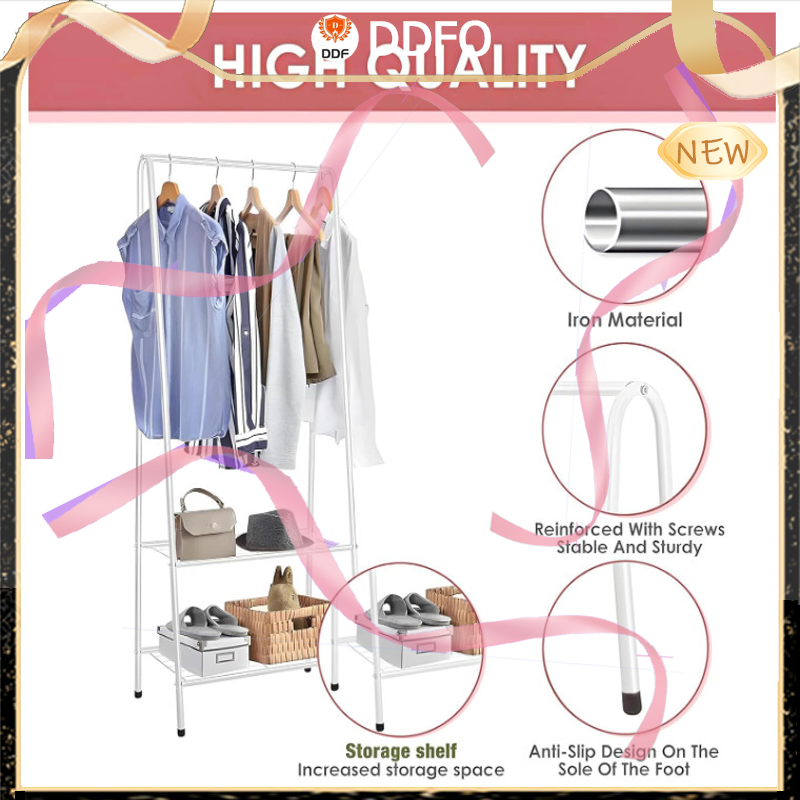 DDFO
DDF
HIGH QUALITY
NEW
Iron Material
Reinforced With Screws
Stable And Sturdy
Storage shelf
Increased storage space
Anti-Slip Design On The
Sole Of The Foot